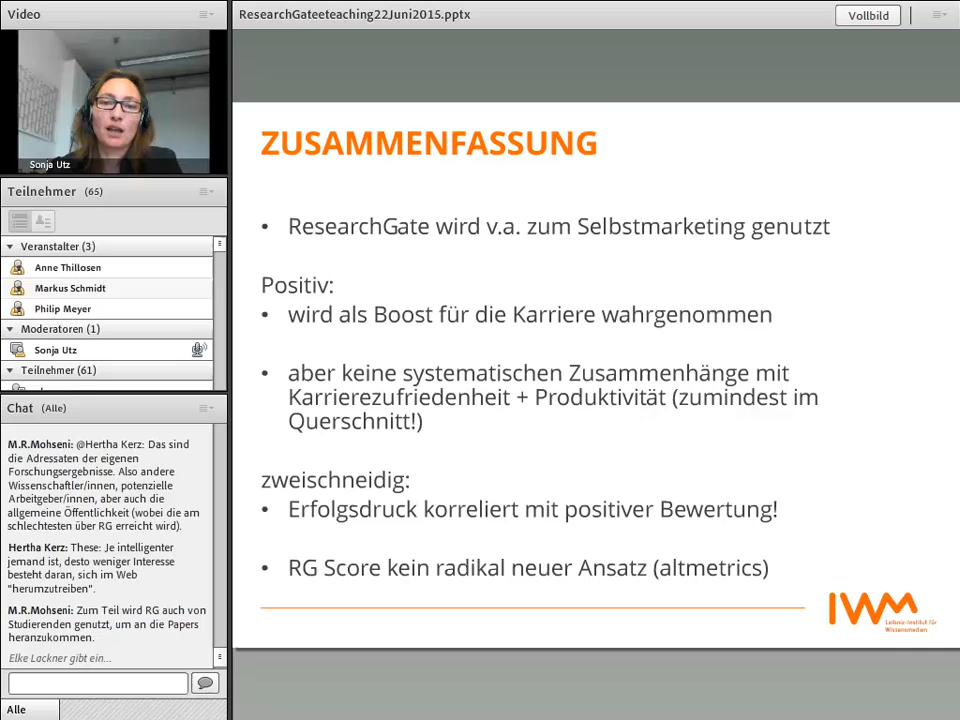 Video
Sonja Utz
Teilnehmer (65)
Veranstalter (3)
Anne Thillosen
Markus Schmidt
Philip Meyer
Moderatoren (1)
Sonja Utz
Teilnehmer (61)
Chat (Alle)
M.R.Mohseni: @Hertha Kerz: Das sind
die Adressaten der eigenen
Forschungsergebnisse. Also andere
Wissenschaftler/innen, potenzielle
Arbeitgeber/innen, aber auch die
allgemeine Öffentlichkeit (wobei die am
schlechtesten über RG erreicht wird).
Hertha Kerz: These: Je intelligenter
jemand ist, desto weniger Interesse
besteht daran, sich im Web
"herumzutreiben".
M.R.Mohseni: Zum Teil wird RG auch von
Studierenden genutzt, um an die Papers
heranzukommen.
Elke Lackner gibt ein...
Alle
ResearchGateeteaching22Juni2015.pptx
Vollbild
ZUSAMMENFASSUNG
• ResearchGate wird v.a. zum Selbstmarketing genutzt
Positiv:
• wird als Boost für die Karriere wahrgenommen
• aber keine systematischen Zusammenhänge mit
Karrierezufriedenheit + Produktivität (zumindest im
Querschnitt!)
zweischneidig:
• Erfolgsdruck korreliert mit positiver Bewertung!
• RG Score kein radikal neuer Ansatz (altmetrics)
IWM
Leibniz-Institut für
Wissensmedien